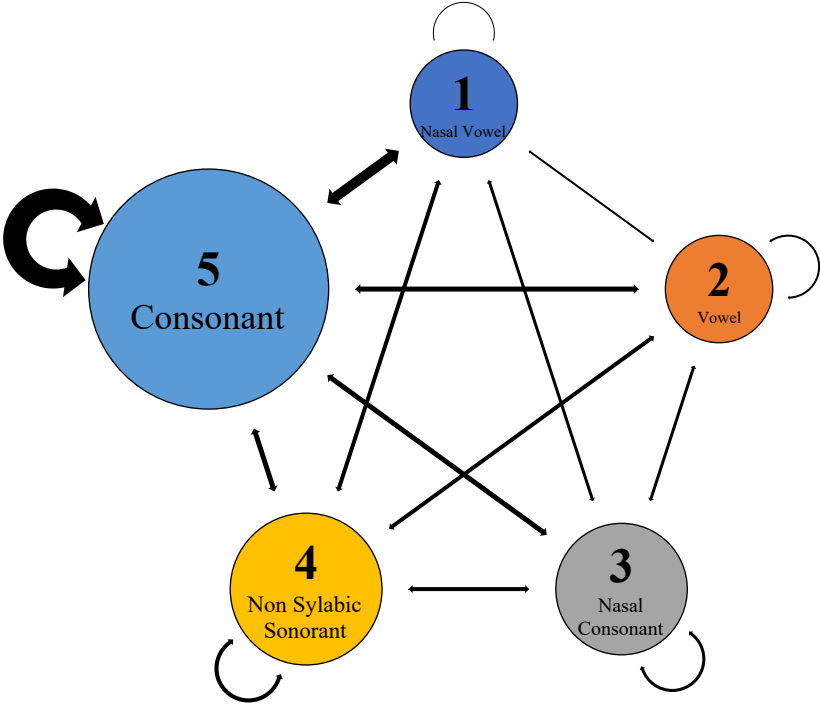 1
Nasal Vowel
5
Consonant
2
Vowel
4
Non Sylabic
Sonorant
3
Nasal
Consonant